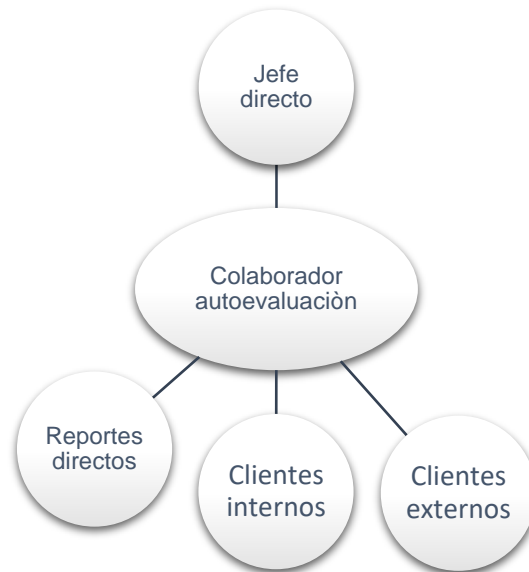 Jefe
directo
Colaborador
autoevaluaciòn
Reportes
directos
Clientes
internos
Clientes
externos